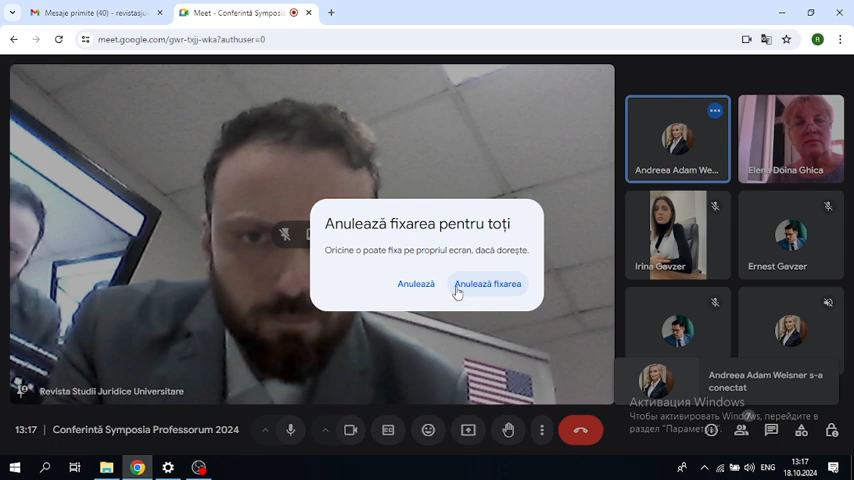 Mesaje primite (40) - revistasju
Meet - Conferință Symposi
meet.google.com/gwr-txjj-wka?authuser=0
R
Andreea Adam We...
Elena Doina Ghica
Anulează fixarea pentru toți
Oricine o poate fixa pe propriul ecran, dacă dorește.
Anulează
Anulează fixarea
Irina Gavzer
Ernest Gavzer
Revista Studii Juridice Universitare
Andreea Adam Weisner s-a
conectat
Активация Windows
Чтобы активировать Windows, перейдите в
раздел "Параметры".
13:17 | Conferință Symposia Professorum 2024
7
ENG
13:17
18.10.2024